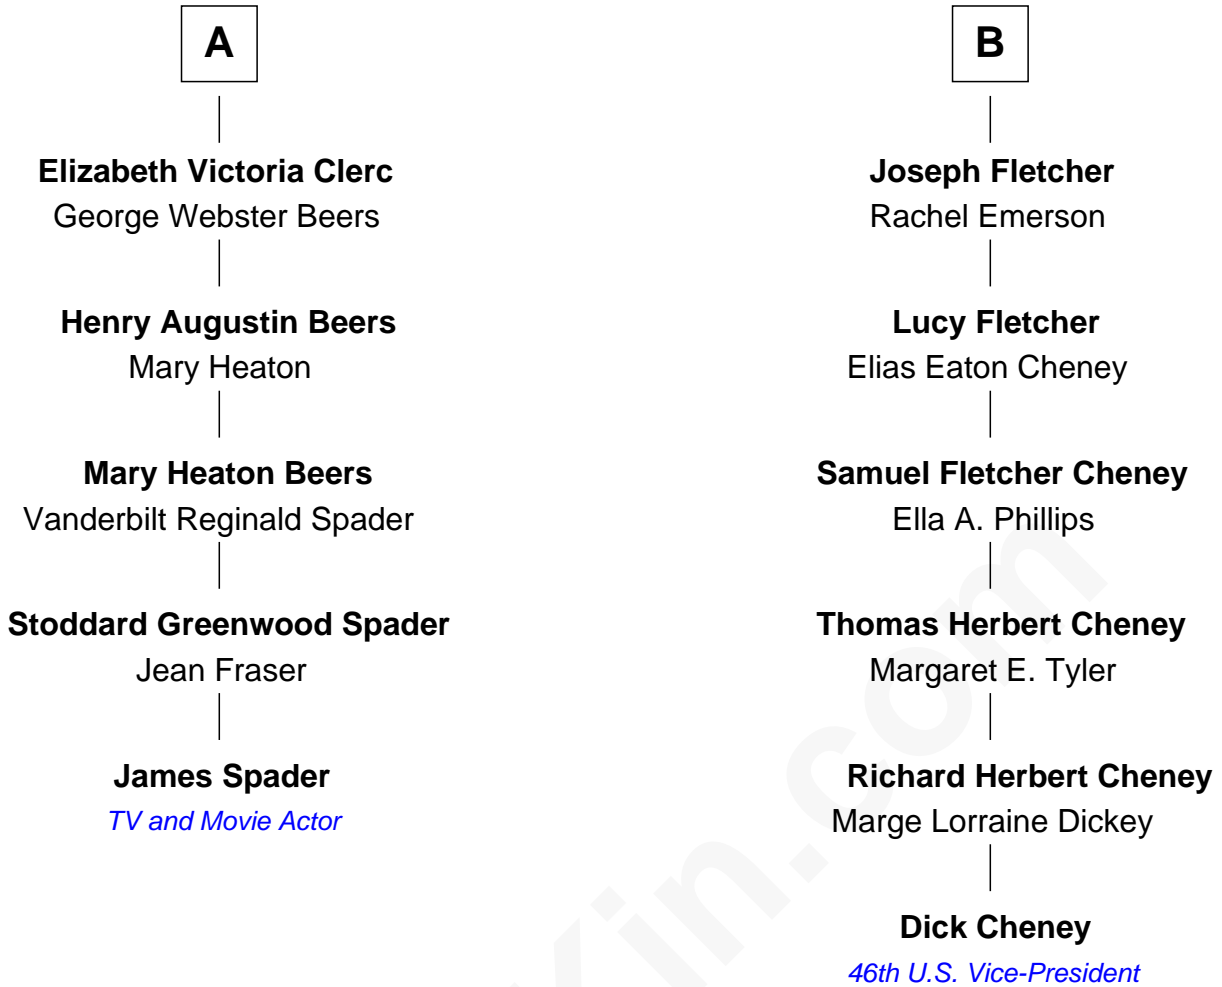 A
Elizabeth Victoria Clerc
George Webster Beers
Henry Augustin Beers
Mary Heaton
Mary Heaton Beers
Vanderbilt Reginald Spader
Stoddard Greenwood Spader
Jean Fraser
James Spader
TV and Movie Actor
B
Joseph Fletcher
Rachel Emerson
Lucy Fletcher
Elias Eaton Cheney
Samuel Fletcher Cheney
Ella A. Phillips
Thomas Herbert Cheney
Margaret E. Tyler
Richard Herbert Cheney
Marge Lorraine Dickey
Dick Cheney
46th U.S. Vice-President
Kin.com